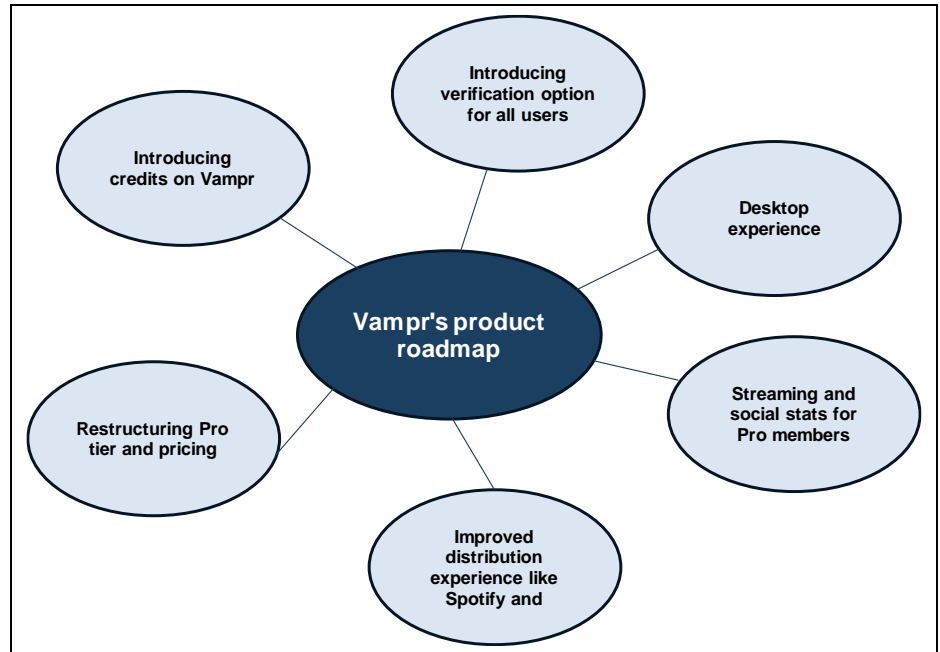 Introducing
verification option
for all users
Introducing
credits on Vampr
Desktop
experience
Vampr's product
roadmap
Streaming and
social stats for
Pro members
Restructuring Pro
tier and pricing
Improved
distribution
experience like
Spotify and